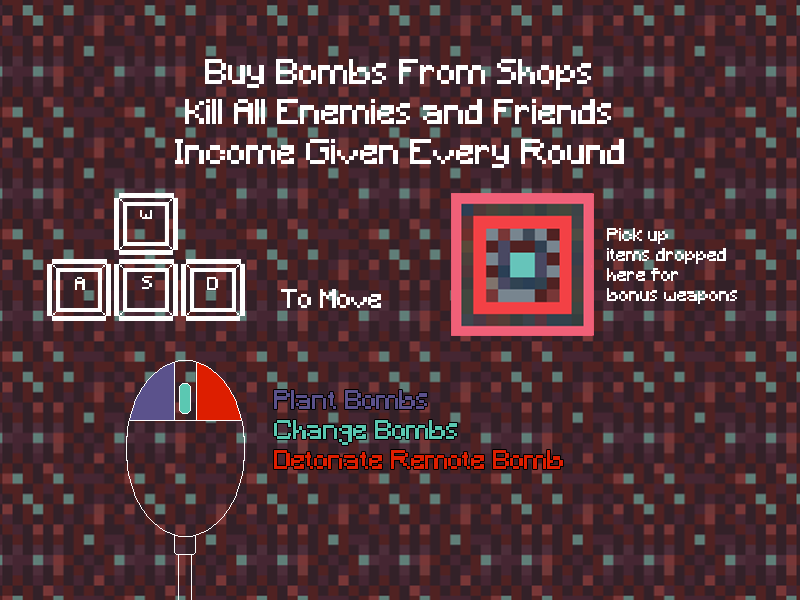 Buy Bombs From Shops
Kill All Enemies and Friends
Income Given Every Round
W
A S D
To Move
Pick up
items dropped
here for
bonus weapons
Plant Bombs
Change Bombs
Detonate Remote Bomb